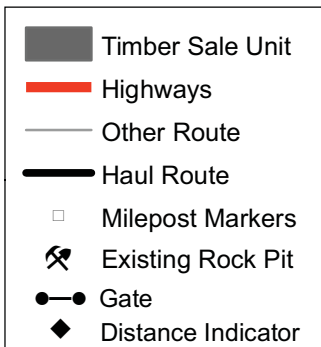 Timber Sale Unit
Highways
Other Route
Haul Route
Milepost Markers
Existing Rock Pit
Gate
Distance Indicator